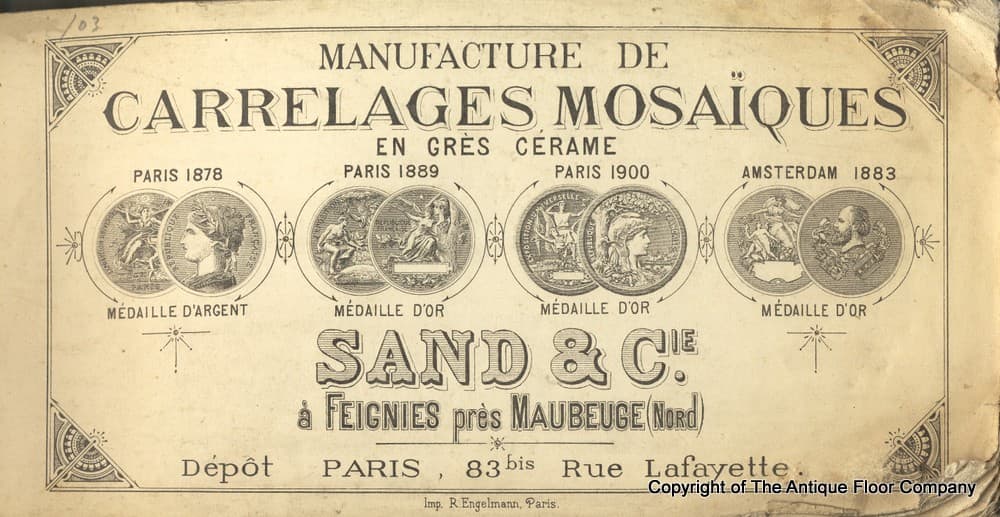 103
MANUFACTURE DE
CARRELAGES MOSAÏQUES
EN GRÈS CÉRAME
PARIS 1878
PARIS 1889
PARIS 1900
AMSTERDAM 1883
MÉDAILLE D'ARGENT
MÉDAILLE D'OR
MÉDAILLE D'OR
MÉDAILLE D'OR
SAND & CIE.
à FEIGNIES près MAUBEUGE (NORD)
Dépôt PARIS, 83 bis Rue Lafayette.
Imp. R. Engelmann, Paris.
Copyright of The Antique Floor Company